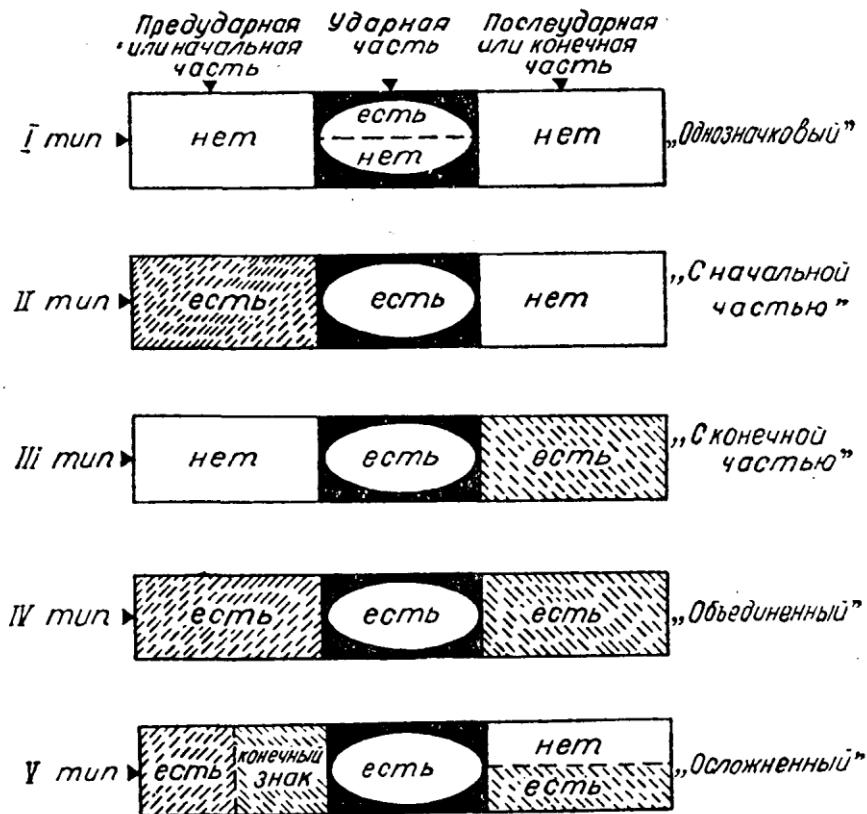 Предударная или начальная часть
Ударная часть
Послеударная или конечная часть
I тип нет есть нет нет „Однозначковый”
II тип есть есть нет „С начальной частью”
III тип нет есть есть „С конечной частью”
IV тип есть есть есть „Объединенный”
V тип есть конечный знак есть нет есть „Осложненный”